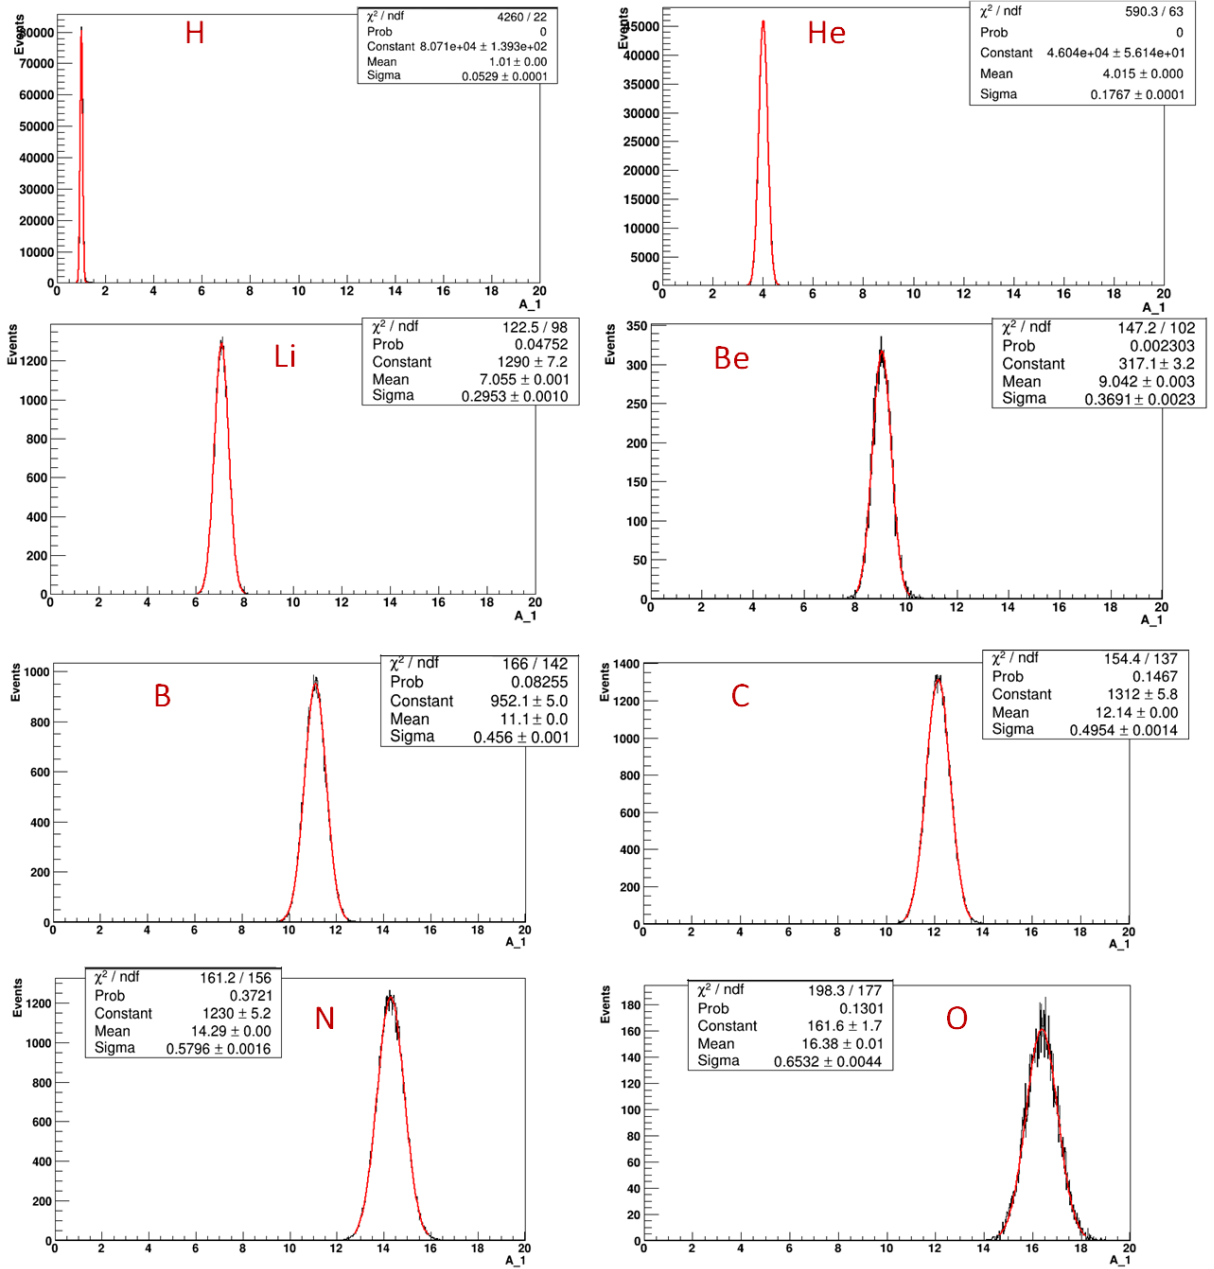 H
Events
χ² / ndf 4260 / 22
Prob 0
Constant 8.071e+04 ± 1.393e+02
Mean 1.01 ± 0.00
Sigma 0.0529 ± 0.0001
80000
70000
60000
50000
40000
30000
20000
10000
0
0 2 4 6 8 10 12 14 16 18 20
A_1
He
Events
χ² / ndf 590.3 / 63
Prob 0
Constant 4.604e+04 ± 5.614e+01
Mean 4.015 ± 0.000
Sigma 0.1767 ± 0.0001
45000
40000
35000
30000
25000
20000
15000
10000
5000
0
2 4 6 8 10 12 14 16 18 20
A_1
Li
Events
χ² / ndf 122.5 / 98
Prob 0.04752
Constant 1290 ± 7.2
Mean 7.055 ± 0.001
Sigma 0.2953 ± 0.0010
1200
1000
800
600
400
200
0
0 2 4 6 8 10 12 14 16 18 20
A_1
Be
Events
χ² / ndf 147.2 / 102
Prob 0.002303
Constant 317.1 ± 3.2
Mean 9.042 ± 0.003
Sigma 0.3691 ± 0.0023
350
300
250
200
150
100
50
0
0 2 4 6 8 10 12 14 16 18 20
A_1
B
Events
χ² / ndf 166 / 142
Prob 0.08255
Constant 952.1 ± 5.0
Mean 11.1 ± 0.0
Sigma 0.456 ± 0.001
1000
800
600
400
200
0
0 2 4 6 8 10 12 14 16 18 20
A_1
C
Events
χ² / ndf 154.4 / 137
Prob 0.1467
Constant 1312 ± 5.8
Mean 12.14 ± 0.00
Sigma 0.4954 ± 0.0014
1400
1200
1000
800
600
400
200
0
0 2 4 6 8 10 12 14 16 18 20
A_1
N
Events
χ² / ndf 161.2 / 156
Prob 0.3721
Constant 1230 ± 5.2
Mean 14.29 ± 0.00
Sigma 0.5796 ± 0.0016
1200
1000
800
600
400
200
0
0 2 4 6 8 10 12 14 16 18 20
A_1
O
Events
χ² / ndf 198.3 / 177
Prob 0.1301
Constant 161.6 ± 1.7
Mean 16.38 ± 0.01
Sigma 0.6532 ± 0.0044
180
160
140
120
100
80
60
40
20
0
0 2 4 6 8 10 12 14 16 18 20
A_1